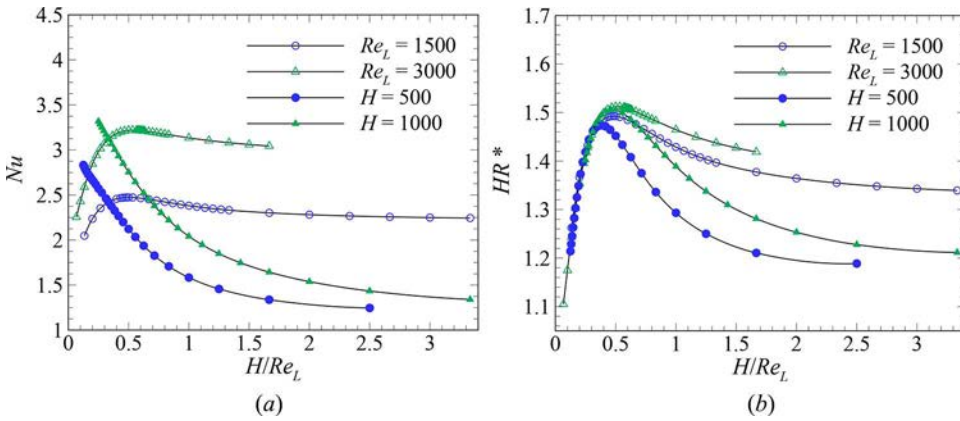 4.5
4
3.5
3
2.5
2
1.5
1
Nu
Re_L = 1500
Re_L = 3000
H = 500
H = 1000
0 0.5 1 1.5 2 2.5 3
H/Re_L
(a)
1.7
1.6
1.5
1.4
1.3
1.2
1.1
HR*
Re_L = 1500
Re_L = 3000
H = 500
H = 1000
0 0.5 1 1.5 2 2.5 3
H/Re_L
(b)